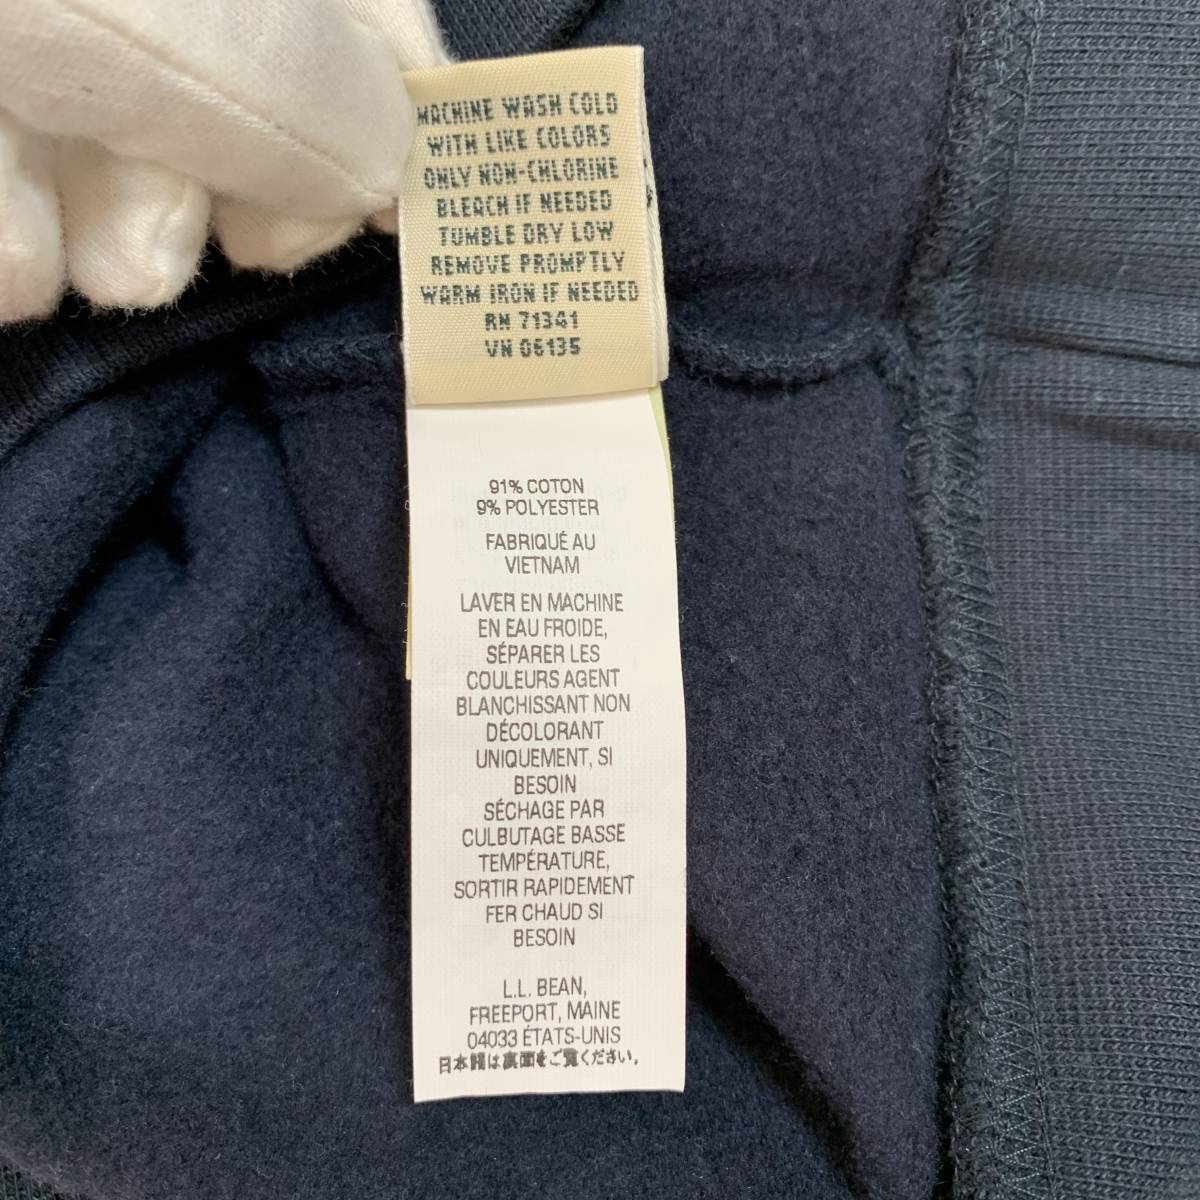 MACHINE WASH COLD
WITH LIKE COLORS
ONLY NON-CHLORINE
BLEACH IF NEEDED
TUMBLE DRY LOW
REMOVE PROMPTLY
WARM IRON IF NEEDED
RN 71341
VN 06135
91% COTON
9% POLYESTER
FABRIQUÉ AU
VIETNAM
LAVER EN MACHINE
EN EAU FROIDE,
SÉPARER LES
COULEURS AGENT
BLANCHISSANT NON
DÉCOLORANT
UNIQUEMENT, SI
BESOIN
SÉCHAGE PAR
CULBUTAGE BASSE
TEMPÉRATURE,
SORTIR RAPIDEMENT
FER CHAUD SI
BESOIN
L.L. BEAN,
FREEPORT, MAINE
04033 ÉTATS-UNIS
日本語は裏面をご覧ください。